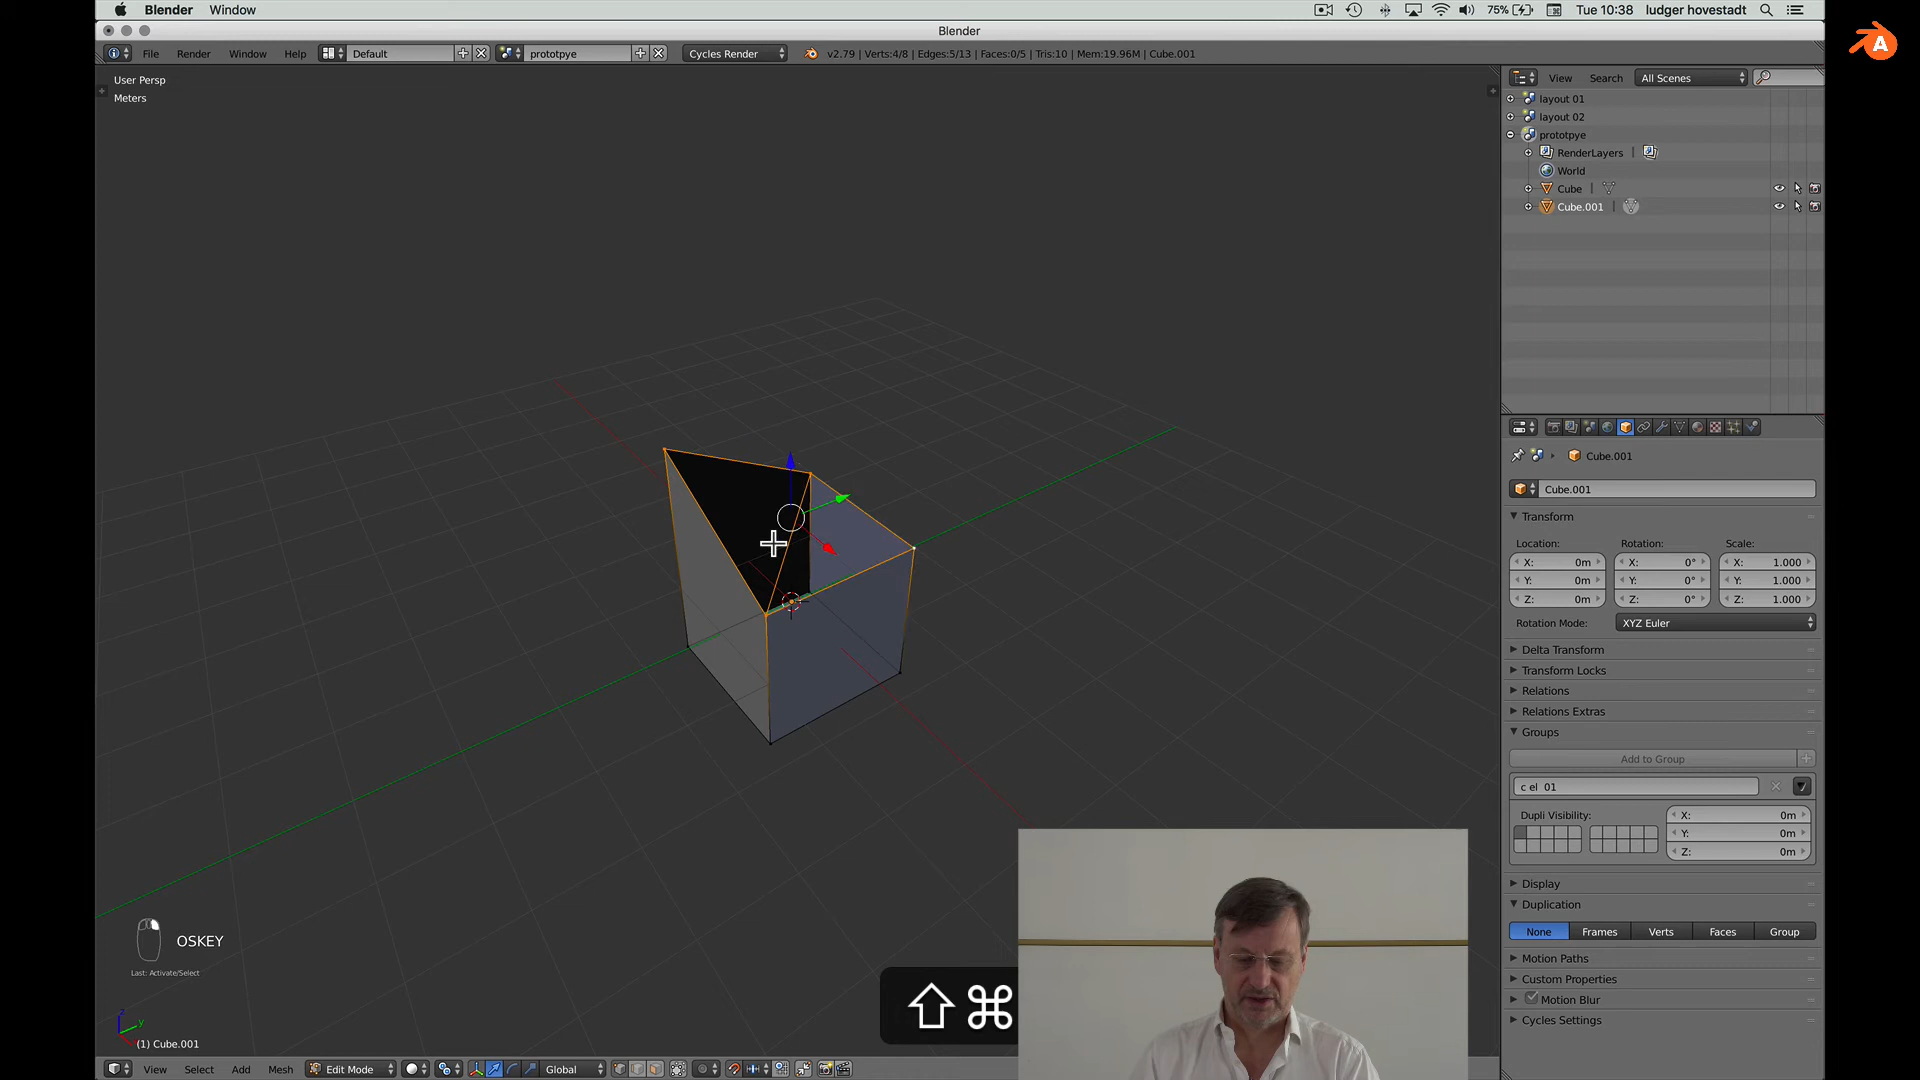 Blender Window 75% Tue 10:38 ludger hovestadt
Blender
File Render Window Help Default prototpye Cycles Render v2.79 | Verts:4/8 | Edges:5/13 | Faces:0/5 | Tris:10 | Mem:19.96M | Cube.001
User Persp
Meters
View Search All Scenes
layout 01
layout 02
prototpye
RenderLayers
World
Cube
Cube.001
Cube.001
Cube.001
Transform
Location: Rotation: Scale:
X: 0m X: 0° X: 1.000
Y: 0m Y: 0° Y: 1.000
Z: 0m Z: 0° Z: 1.000
Rotation Mode: XYZ Euler
Delta Transform
Transform Locks
Relations
Relations Extras
Groups
Add to Group
c el 01
Dupli Visibility: X: 0m
Y: 0m
Z: 0m
Display
Duplication
None Frames Verts Faces Group
Motion Paths
Custom Properties
Motion Blur
Cycles Settings
OSKEY
Last: Activate/Select
⇧⌘
z
y
(1) Cube.001
View Select Add Mesh Edit Mode Global
A